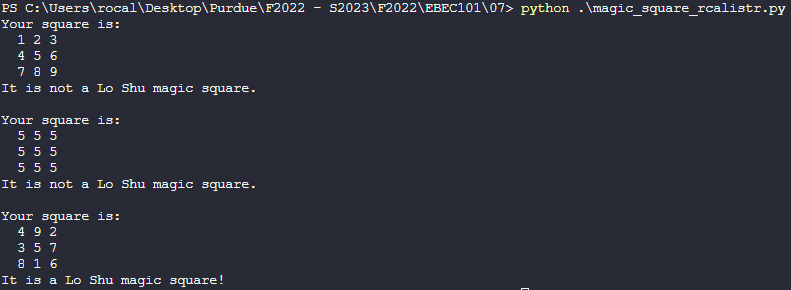 PS C:\Users\rocal\Desktop\Purdue\F2022 - S2023\F2022\EBEC101\07> python .\magic_square_rcalistr.py
Your square is:
  1 2 3
  4 5 6
  7 8 9
It is not a Lo Shu magic square.

Your square is:
  5 5 5
  5 5 5
  5 5 5
It is not a Lo Shu magic square.

Your square is:
  4 9 2
  3 5 7
  8 1 6
It is a Lo Shu magic square!